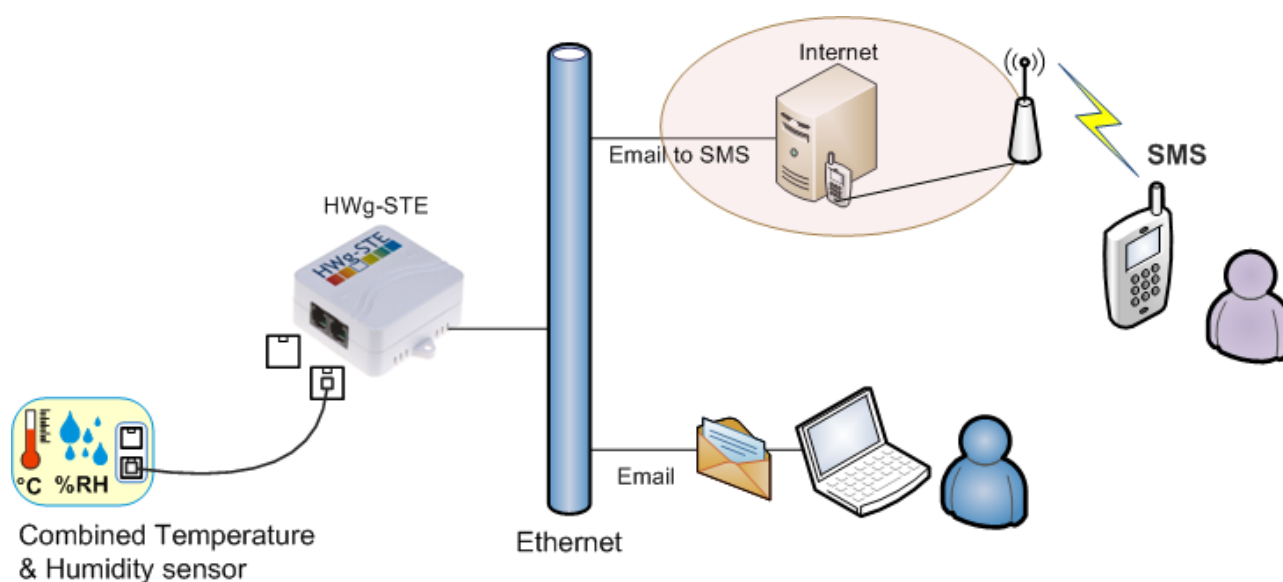 Internet
Email to SMS
SMS
HWg-STE
HWg-STE
°C %RH
Combined Temperature
& Humidity sensor
Email
Ethernet